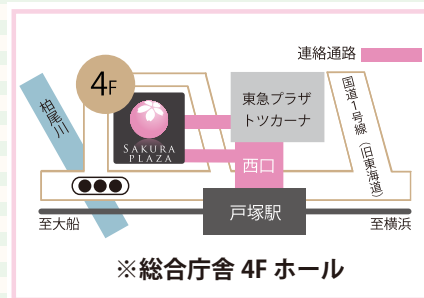 連絡通路
4F
柏尾川
東急プラザ
トツカーナ
国道1号線(旧東海道)
SAKURA
PLAZA
西口
戸塚駅
至大船
至横浜
※総合庁舎 4F ホール